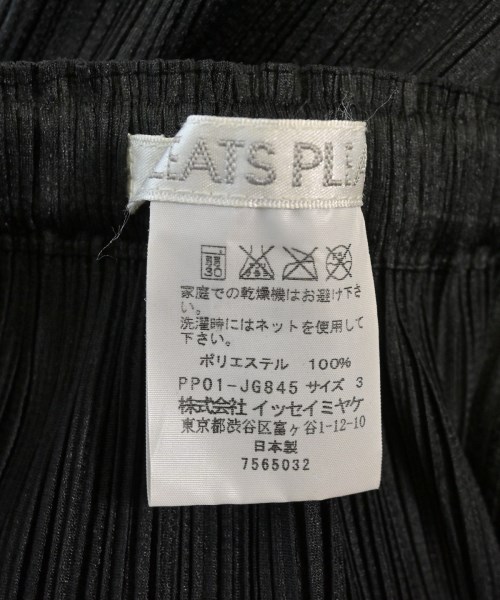 LEATS PLEA
30
家庭での乾燥機はお避け下さ
い。
洗濯時にはネットを使用して
下さい。
ポリエステル 100%
PP01-JG845 サイズ 3
株式会社 イッセイミヤケ
東京都渋谷区富ヶ谷1-12-10
日本製
7565032